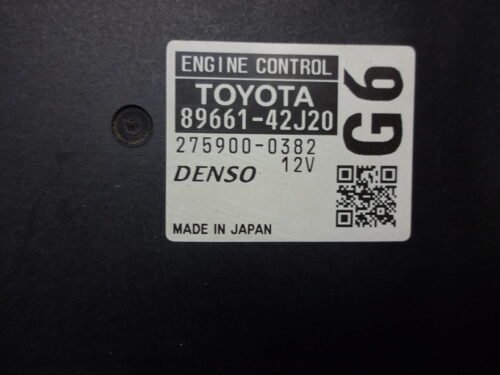 ENGINE CONTROL
TOYOTA
89661-42J20
275900-0382
12V
DENSO
MADE IN JAPAN
G6